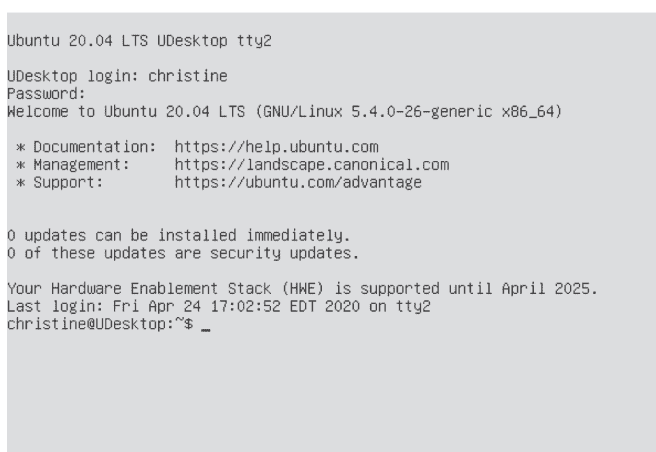 Ubuntu 20.04 LTS UDesktop tty2
UDesktop login: christine
Password:
Welcome to Ubuntu 20.04 LTS (GNU/Linux 5.4.0-26-generic x86_64)
* Documentation:  https://help.ubuntu.com
* Management:     https://landscape.canonical.com
* Support:        https://ubuntu.com/advantage
0 updates can be installed immediately.
0 of these updates are security updates.
Your Hardware Enablement Stack (HWE) is supported until April 2025.
Last login: Fri Apr 24 17:02:52 EDT 2020 on tty2
christine@UDesktop:~$ _